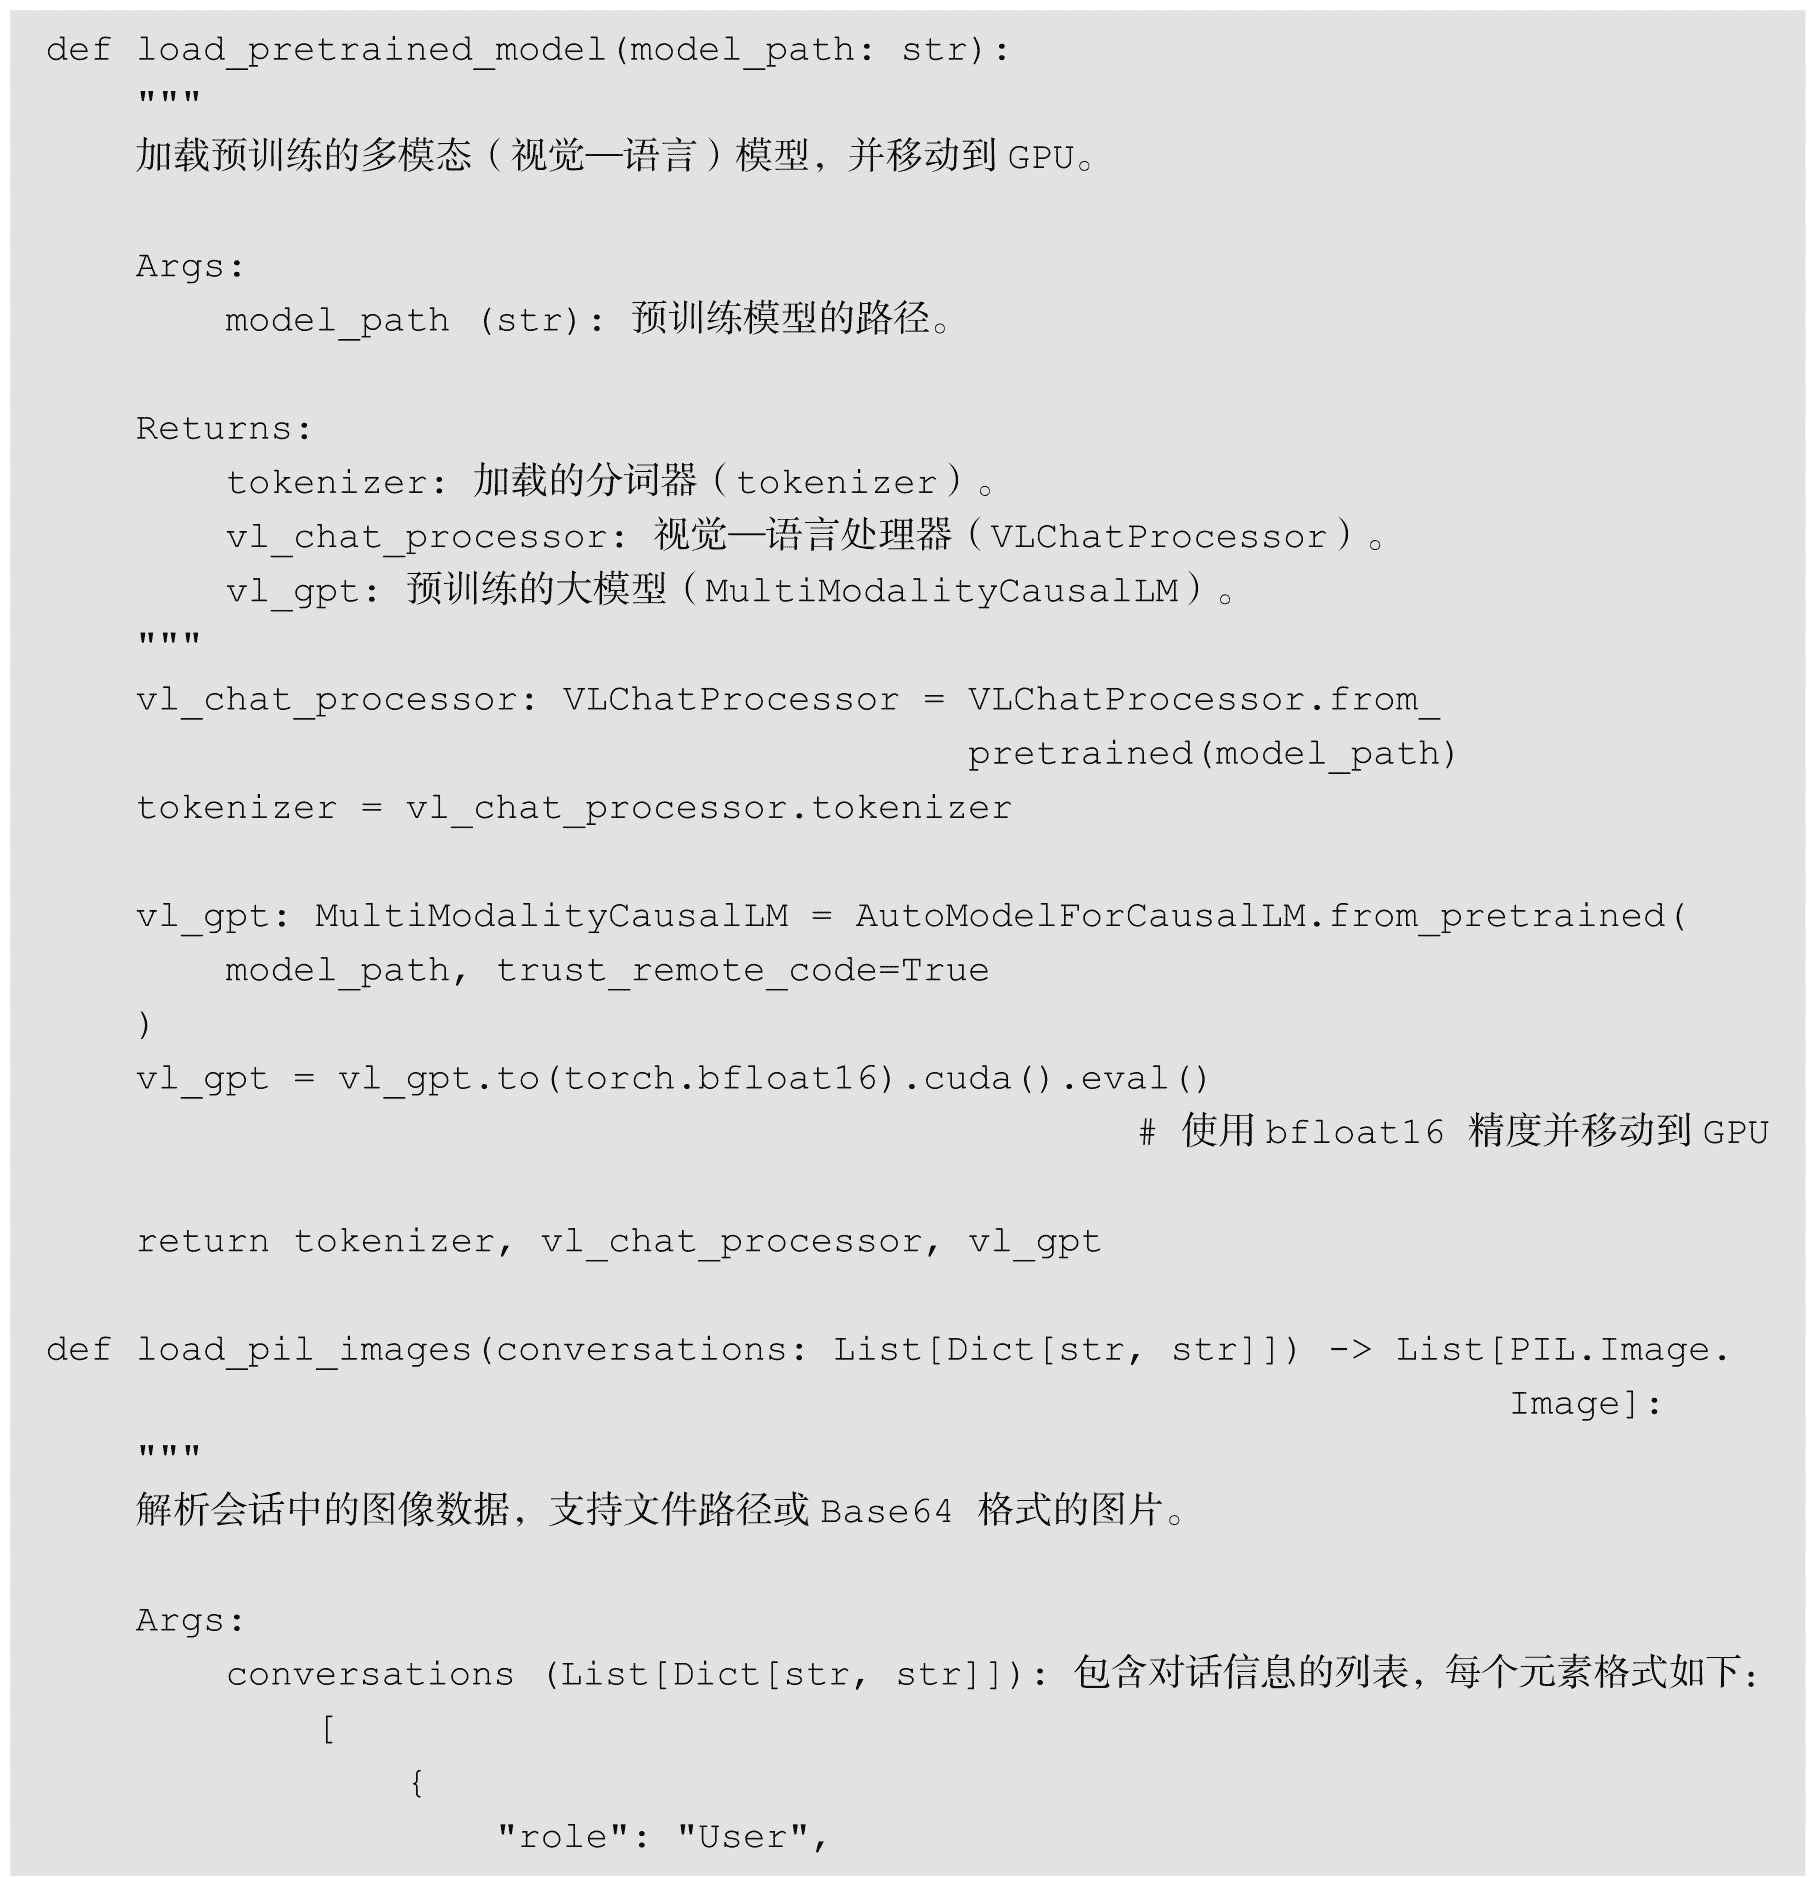 def load_pretrained_model(model_path: str):
    """
    加载预训练的多模态（视觉—语言）模型，并移动到 GPU。

    Args:
        model_path (str): 预训练模型的路径。

    Returns:
        tokenizer: 加载的分词器（tokenizer）。
        vl_chat_processor: 视觉—语言处理器（VLChatProcessor）。
        vl_gpt: 预训练的大模型（MultiModalityCausalLM）。
    """
    vl_chat_processor: VLChatProcessor = VLChatProcessor.from_
                                         pretrained(model_path)
    tokenizer = vl_chat_processor.tokenizer

    vl_gpt: MultiModalityCausalLM = AutoModelForCausalLM.from_pretrained(
        model_path, trust_remote_code=True
    )
    vl_gpt = vl_gpt.to(torch.bfloat16).cuda().eval()
                                                 # 使用 bfloat16 精度并移动到 GPU

    return tokenizer, vl_chat_processor, vl_gpt

def load_pil_images(conversations: List[Dict[str, str]]) -> List[PIL.Image.
                                                                 Image]:
    """
    解析会话中的图像数据，支持文件路径或 Base64 格式的图片。

    Args:
        conversations (List[Dict[str, str]]): 包含对话信息的列表，每个元素格式如下：
            [
                {
                    "role": "User",